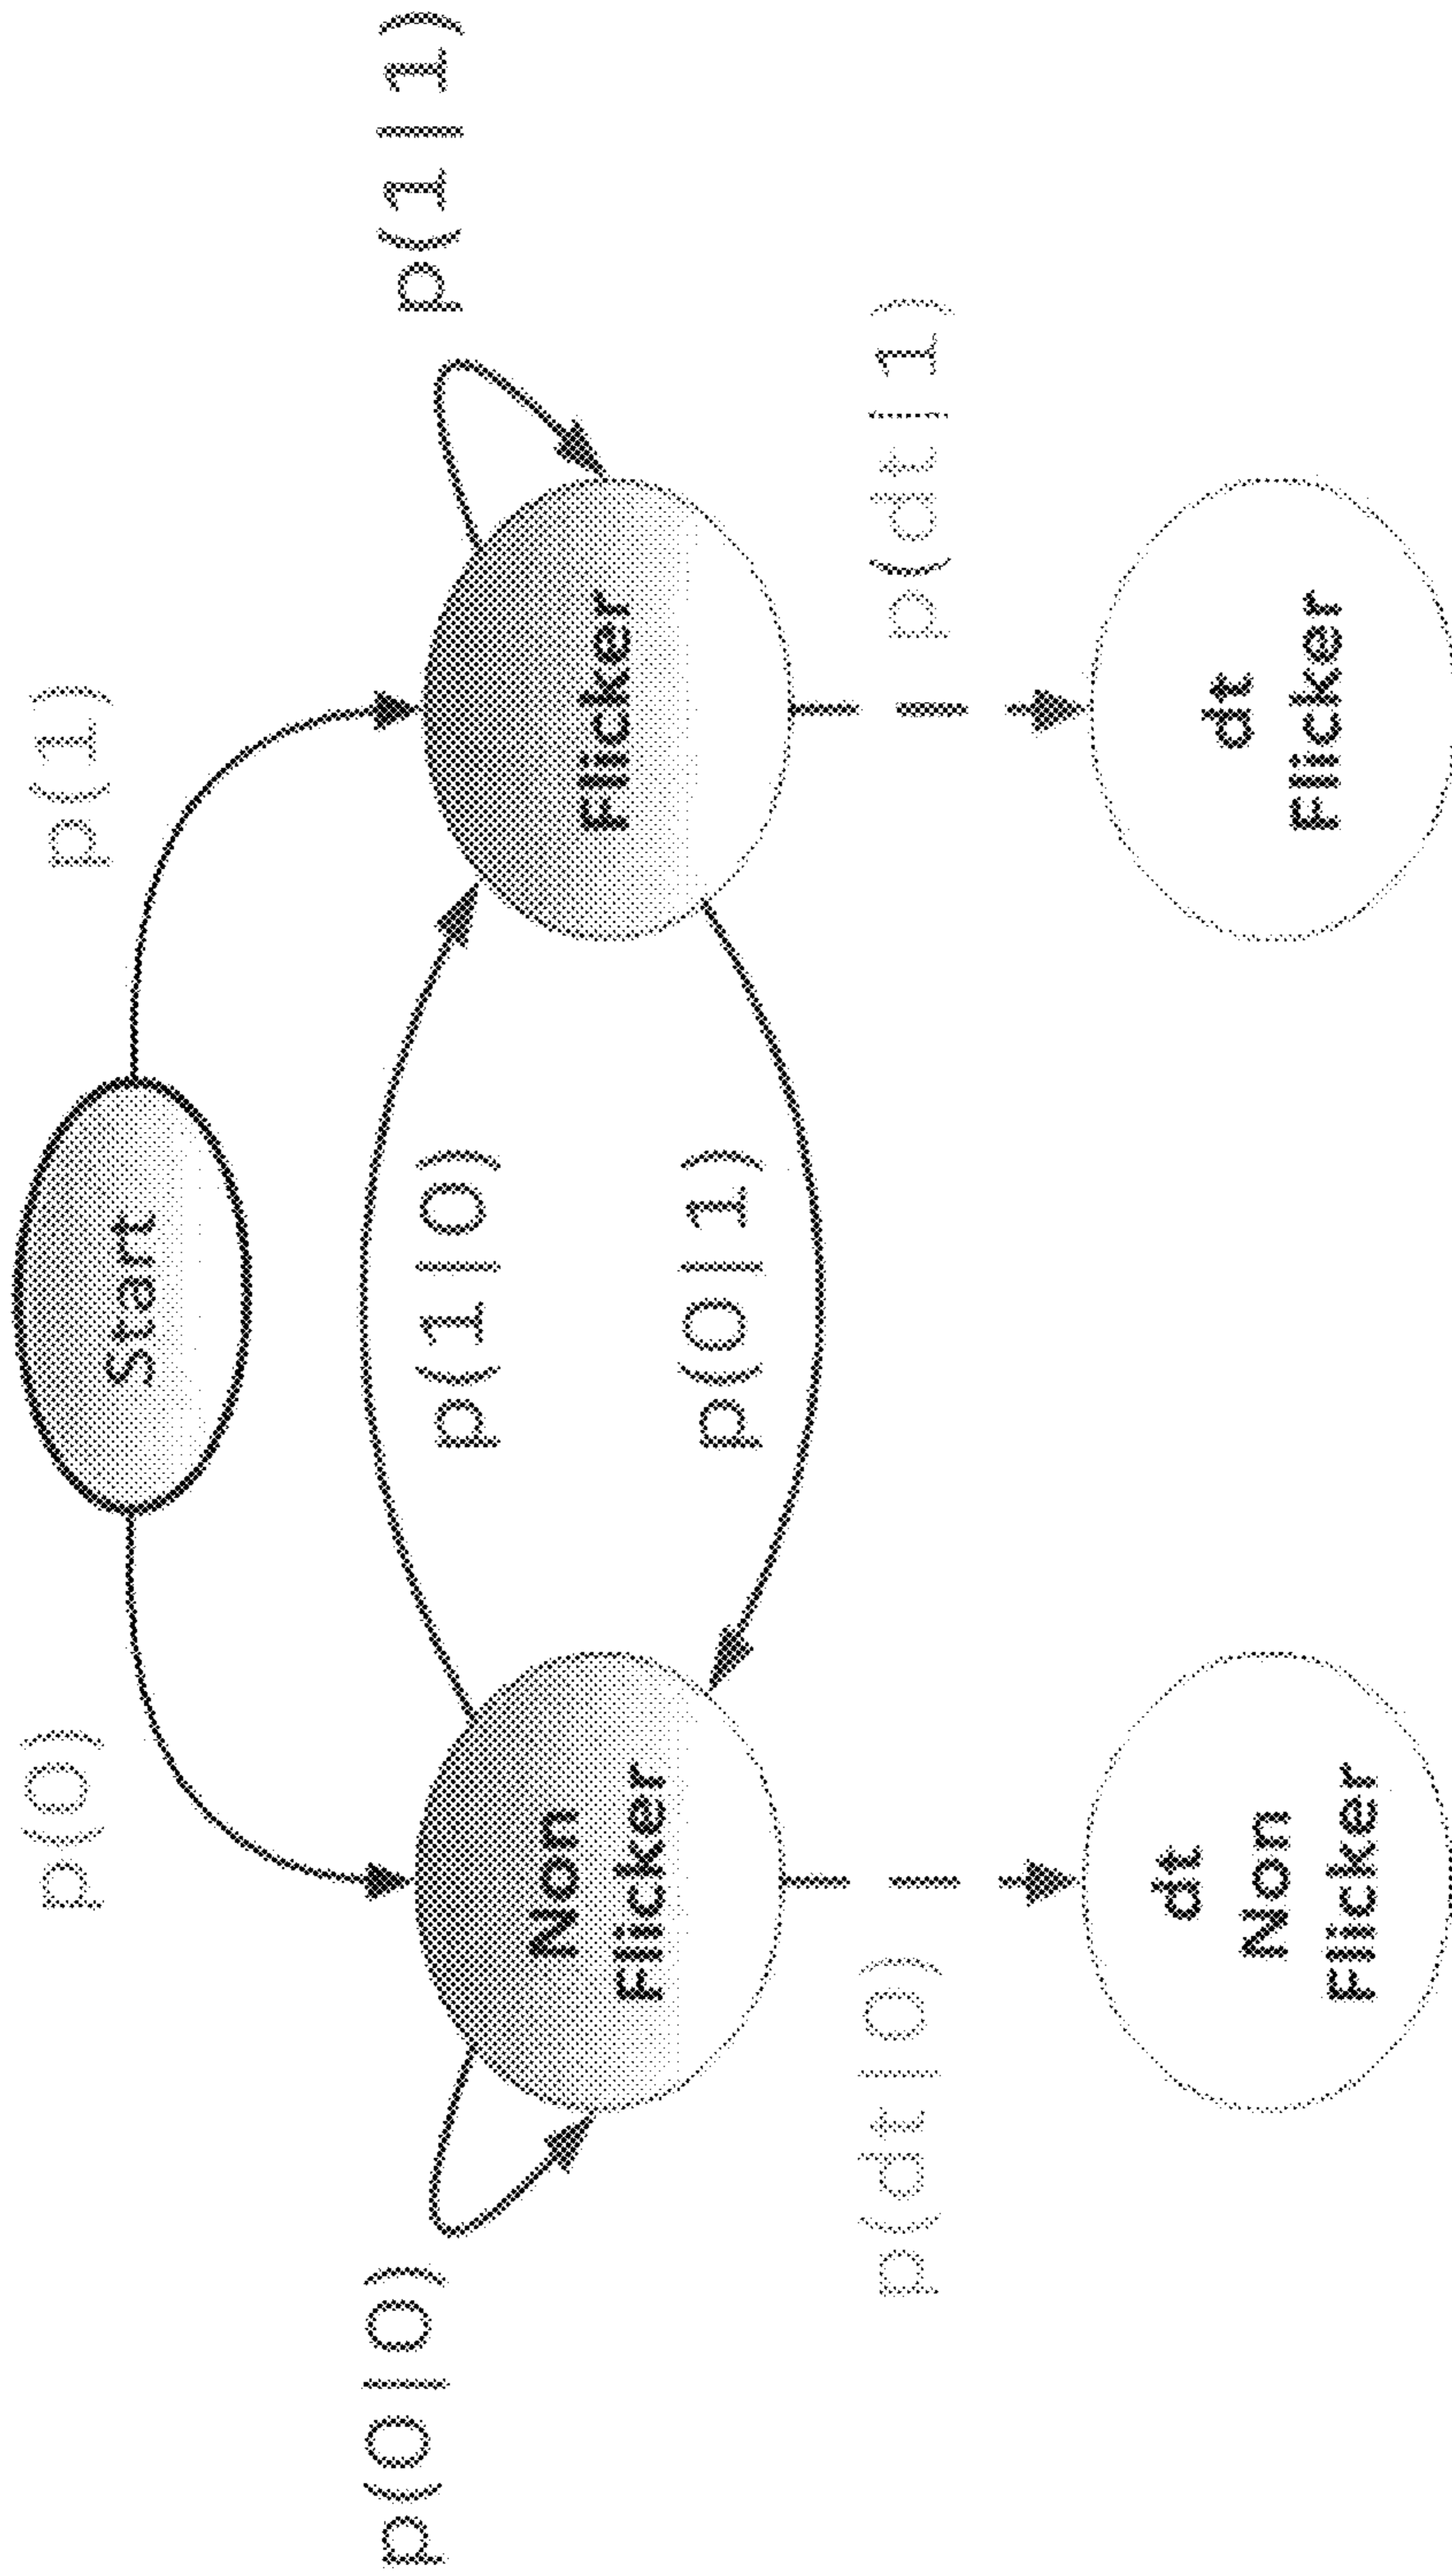 Start
p(0)
p(1)
p(0|0)
p(1|0)
p(0|1)
p(1|1)
Non
Flicker
Flicker
p(dt|0)
p(dt|1)
dt
Non
Flicker
dt
Flicker